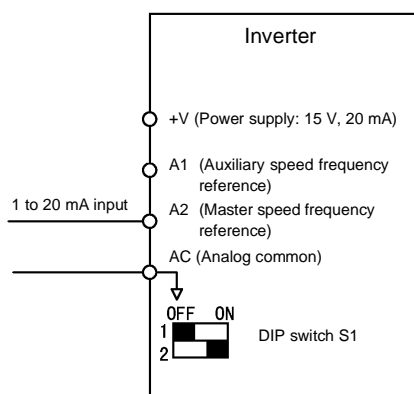 Inverter
+V (Power supply: 15 V, 20 mA)
A1 (Auxiliary speed frequency
reference)
1 to 20 mA input
A2 (Master speed frequency
reference)
AC (Analog common)
OFF ON
1
2
DIP switch S1